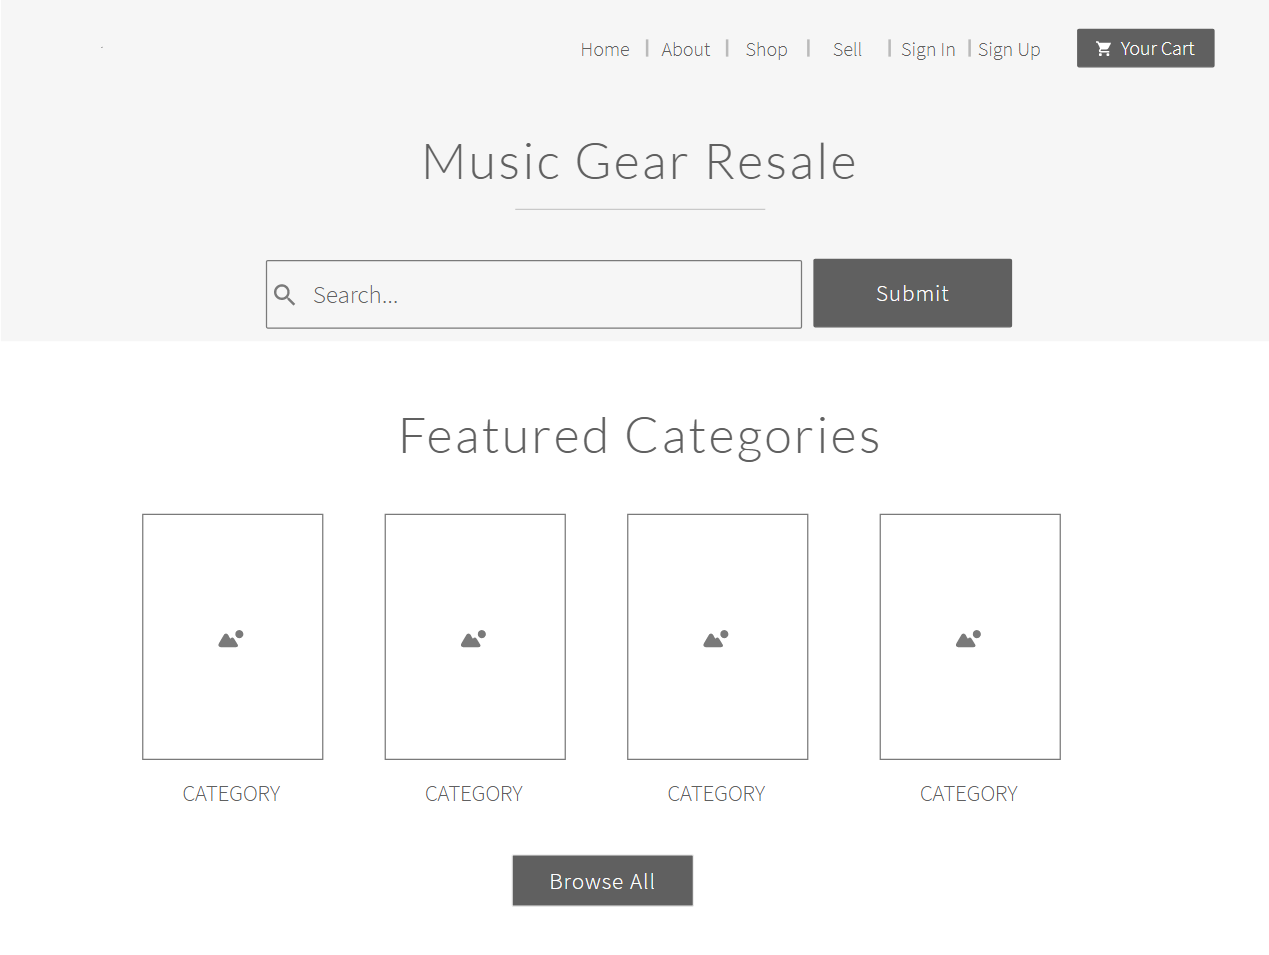 Home | About | Shop | Sell | Sign In | Sign Up Your Cart
Music Gear Resale
Search... Submit
Featured Categories
CATEGORY CATEGORY CATEGORY CATEGORY
Browse All